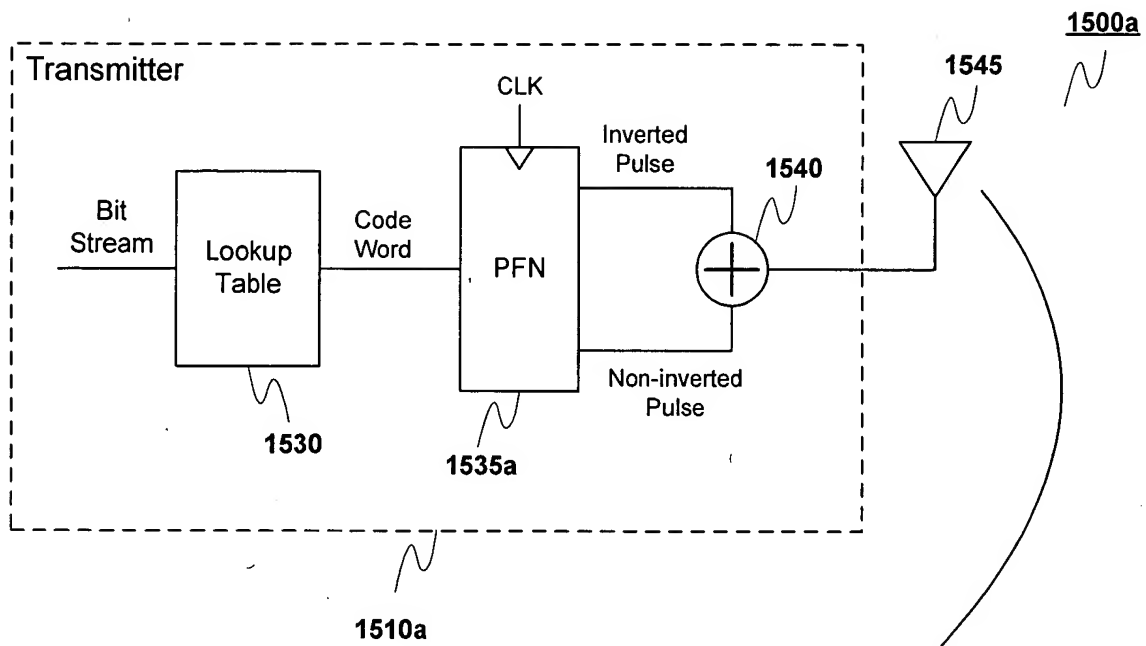 1500a
Transmitter
1545
CLK
Inverted
Pulse
1540
Bit
Stream
Lookup
Table
Code
Word
PFN
Non-inverted
Pulse
1530
1535a
1510a